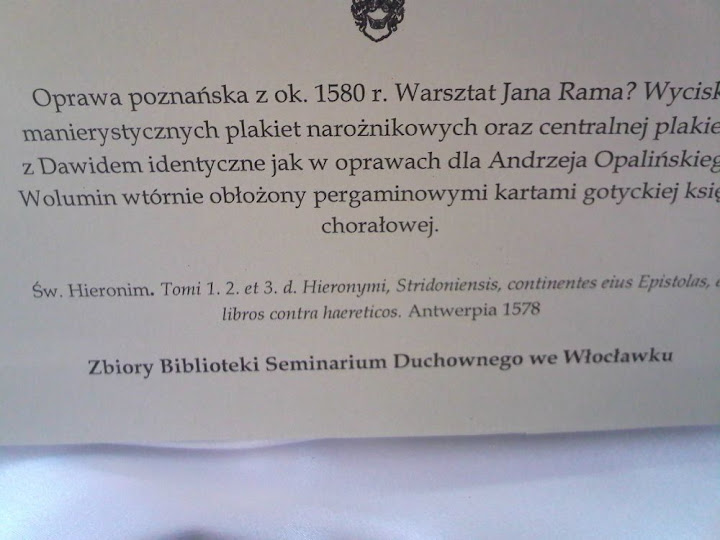 Oprawa poznańska z ok. 1580 r. Warsztat Jana Rama? Wycisk
manierystycznych plakiet narożnikowych oraz centralnej plakie
z Dawidem identyczne jak w oprawach dla Andrzeja Opalińskieg
Wolumin wtórnie obłożony pergaminowymi kartami gotyckiej księ
chorałowej.
Św. Hieronim. Tomi 1. 2. et 3. d. Hieronymi, Stridoniensis, continentes eius Epistolas,
libros contra haereticos. Antwerpia 1578
Zbiory Biblioteki Seminarium Duchownego we Włocławku